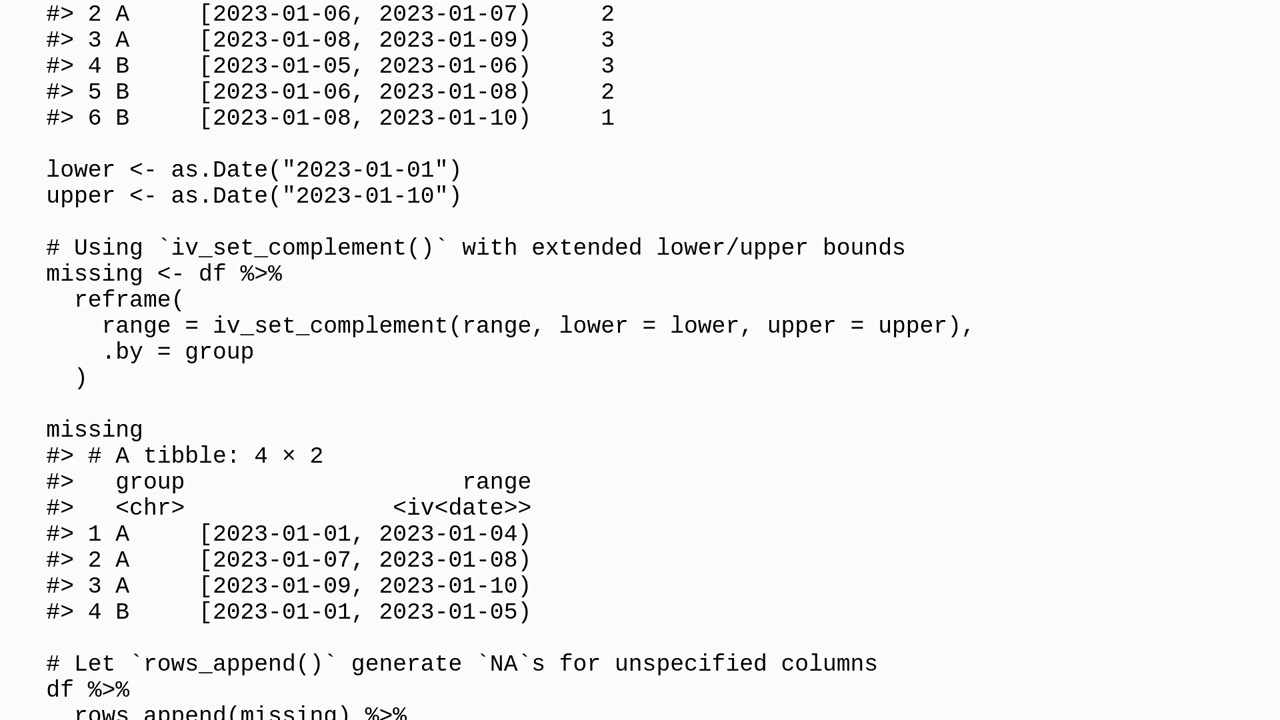 #> 2 A     [2023-01-06, 2023-01-07)     2
#> 3 A     [2023-01-08, 2023-01-09)     3
#> 4 B     [2023-01-05, 2023-01-06)     3
#> 5 B     [2023-01-06, 2023-01-08)     2
#> 6 B     [2023-01-08, 2023-01-10)     1

lower <- as.Date("2023-01-01")
upper <- as.Date("2023-01-10")

# Using `iv_set_complement()` with extended lower/upper bounds
missing <- df %>%
  reframe(
    range = iv_set_complement(range, lower = lower, upper = upper),
    .by = group
  )

missing
#> # A tibble: 4 × 2
#>   group                    range
#>   <chr>               <iv<date>>
#> 1 A     [2023-01-01, 2023-01-04)
#> 2 A     [2023-01-07, 2023-01-08)
#> 3 A     [2023-01-09, 2023-01-10)
#> 4 B     [2023-01-01, 2023-01-05)

# Let `rows_append()` generate `NA`s for unspecified columns
df %>%
  rows_append(missing) %>%